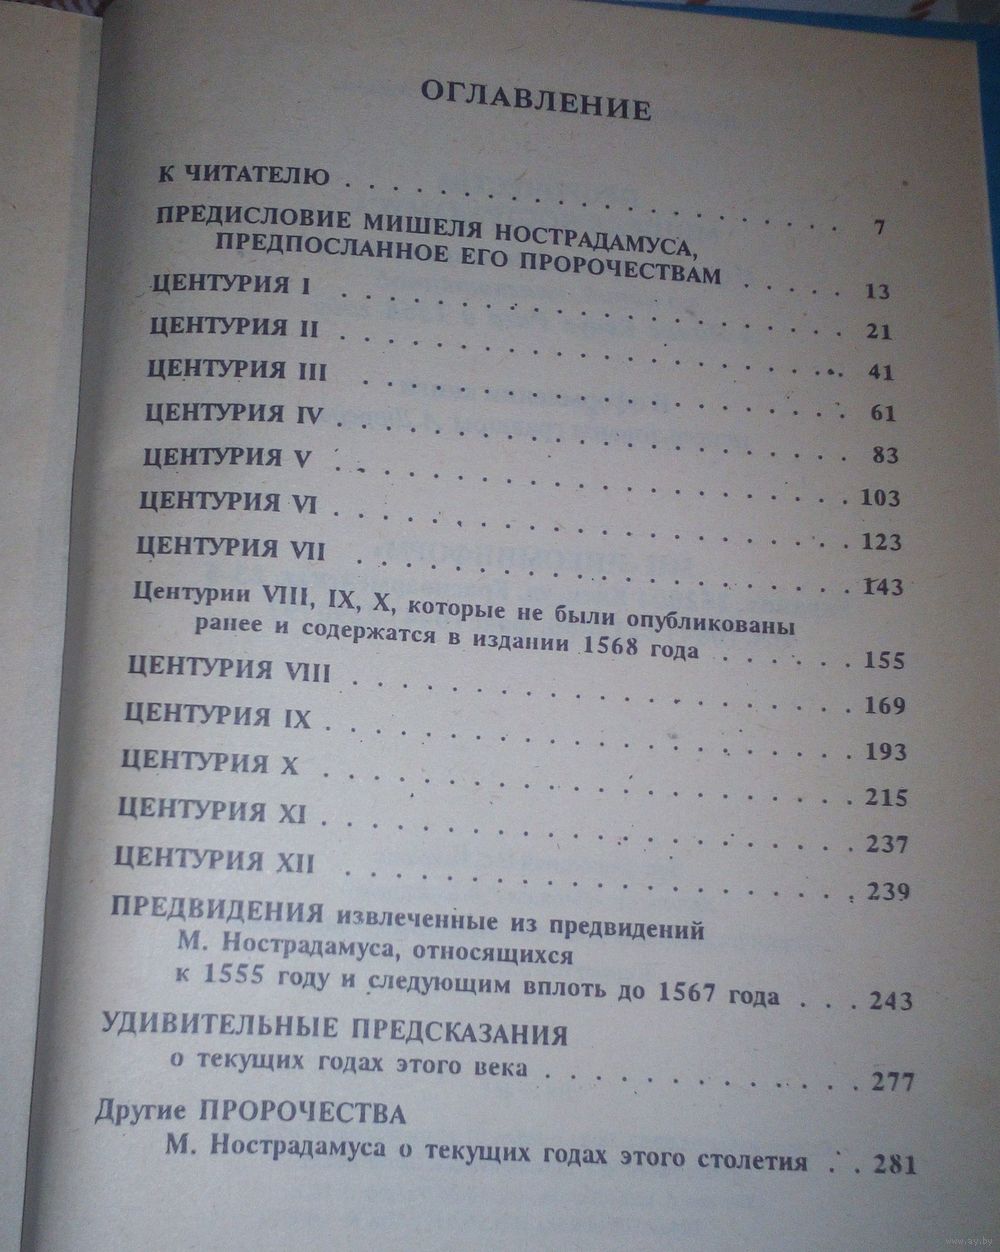 ОГЛАВЛЕНИЕ
К ЧИТАТЕЛЮ . . . . . . . . . . . . . . . . . . . . . 7
ПРЕДИСЛОВИЕ МИШЕЛЯ НОСТРАДАМУСА,
ПРЕДПОСЛАННОЕ ЕГО ПРОРОЧЕСТВАМ . . . . . 13
ЦЕНТУРИЯ I . . . . . . . . . . . . . . . . . . . . . 21
ЦЕНТУРИЯ II . . . . . . . . . . . . . . . . . . . . . 41
ЦЕНТУРИЯ III . . . . . . . . . . . . . . . . . . . . 61
ЦЕНТУРИЯ IV . . . . . . . . . . . . . . . . . . . . . 83
ЦЕНТУРИЯ V . . . . . . . . . . . . . . . . . . . . . 103
ЦЕНТУРИЯ VI . . . . . . . . . . . . . . . . . . . . . 123
ЦЕНТУРИЯ VII . . . . . . . . . . . . . . . . . . . . 143
Центурии VIII, IX, X, которые не были опубликованы
ранее и содержатся в издании 1568 года . . . . . . 155
ЦЕНТУРИЯ VIII . . . . . . . . . . . . . . . . . . . . 169
ЦЕНТУРИЯ IX . . . . . . . . . . . . . . . . . . . . . 193
ЦЕНТУРИЯ X . . . . . . . . . . . . . . . . . . . . . 215
ЦЕНТУРИЯ XI . . . . . . . . . . . . . . . . . . . . . 237
ЦЕНТУРИЯ XII . . . . . . . . . . . . . . . . . . . . 239
ПРЕДВИДЕНИЯ извлеченные из предвидений
М. Нострадамуса, относящихся
к 1555 году и следующим вплоть до 1567 года . . . 243
УДИВИТЕЛЬНЫЕ ПРЕДСКАЗАНИЯ
о текущих годах этого века . . . . . . . . . . . . . 277
Другие ПРОРОЧЕСТВА
М. Нострадамуса о текущих годах этого столетия . . 281
www.ay.by